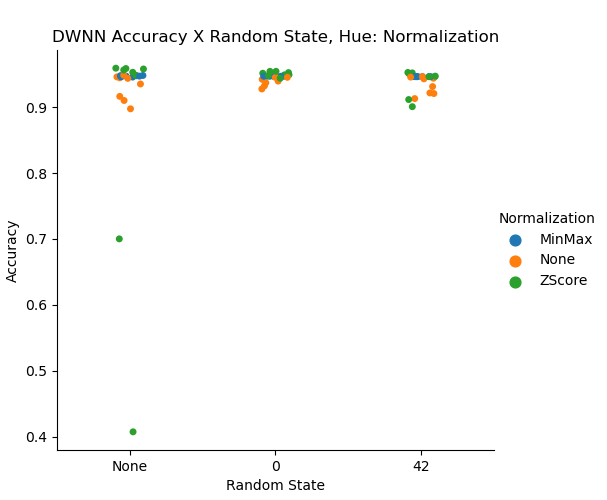 DWNN Accuracy X Random State, Hue: Normalization
0.9
0.8
0.7
0.6
0.5
0.4
Accuracy
None
0
42
Random State
Normalization
MinMax
None
ZScore